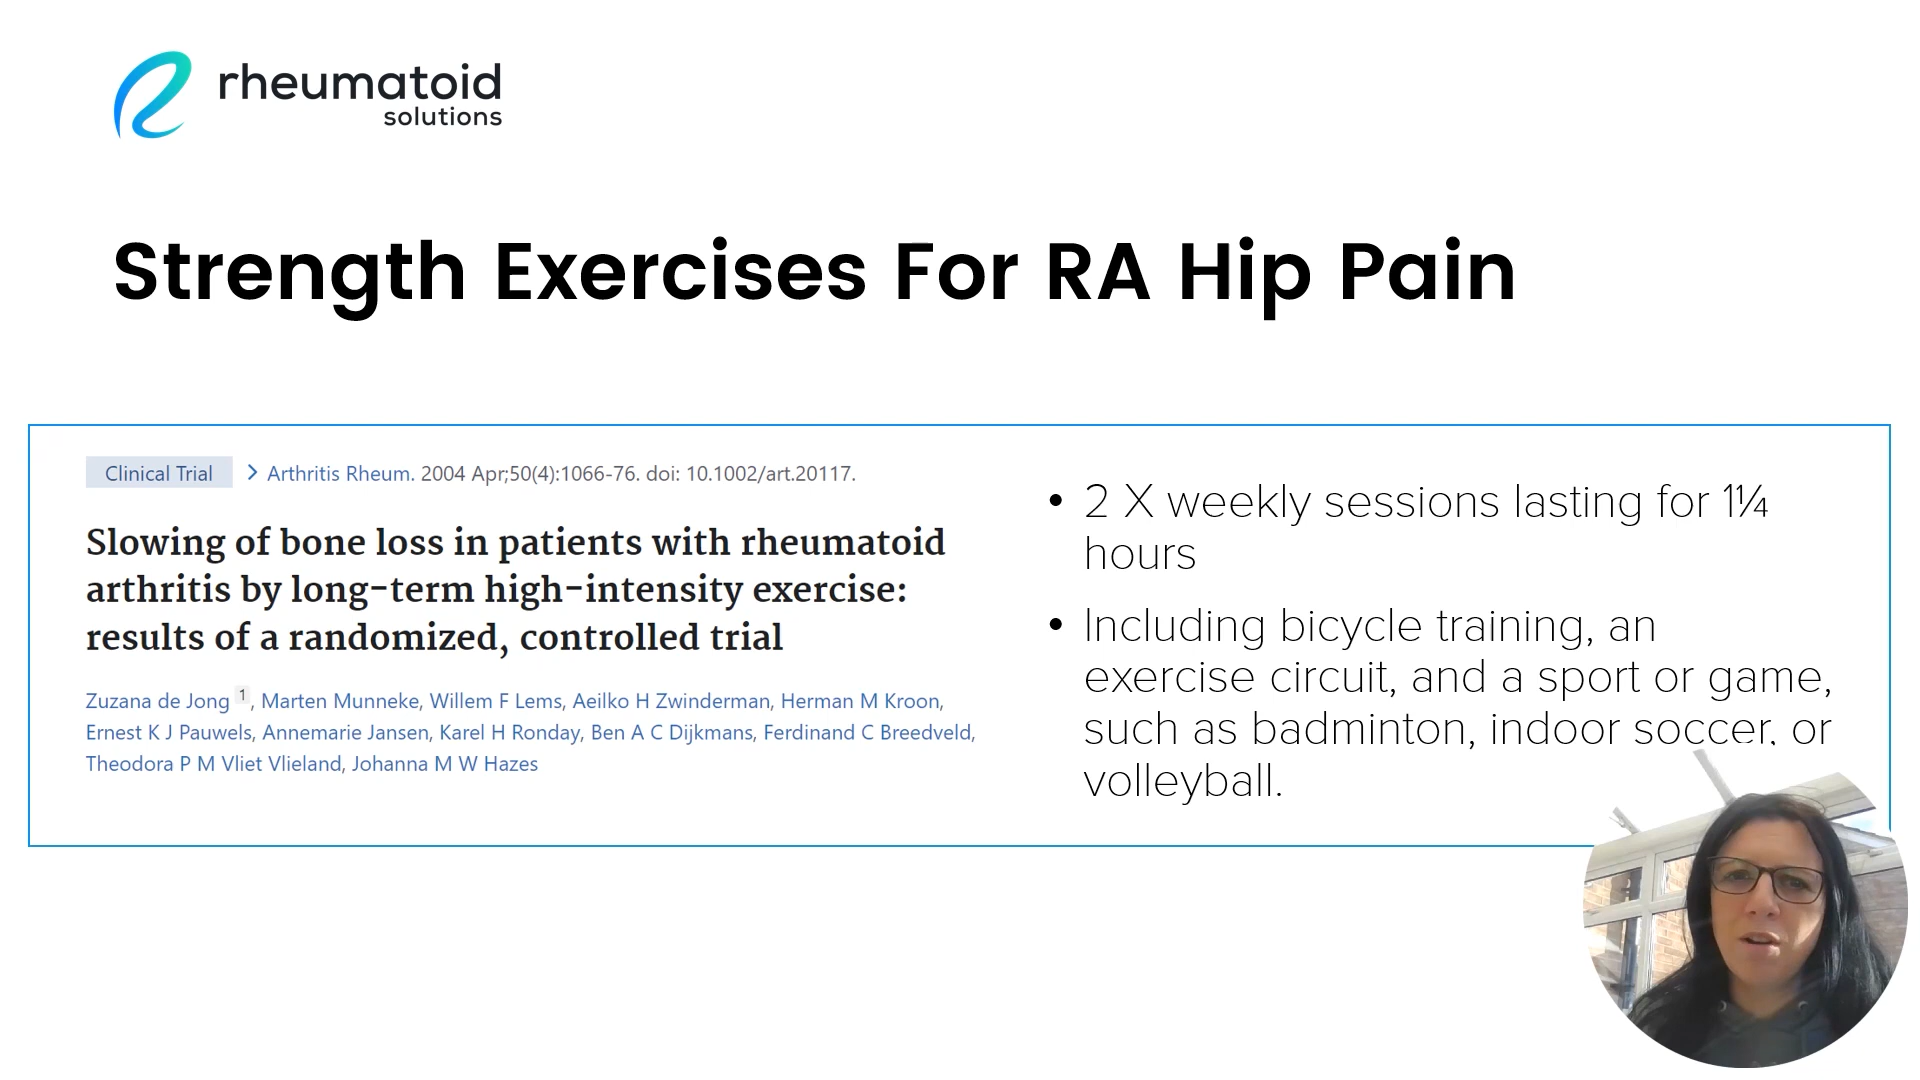 rheumatoid
solutions
Strength Exercises For RA Hip Pain
Clinical Trial > Arthritis Rheum. 2004 Apr;50(4):1066-76. doi: 10.1002/art.20117.
Slowing of bone loss in patients with rheumatoid
arthritis by long-term high-intensity exercise:
results of a randomized, controlled trial
Zuzana de Jong 1, Marten Munneke, Willem F Lems, Aeilko H Zwinderman, Herman M Kroon,
Ernest K J Pauwels, Annemarie Jansen, Karel H Ronday, Ben A C Dijkmans, Ferdinand C Breedveld,
Theodora P M Vliet Vlieland, Johanna M W Hazes
• 2 X weekly sessions lasting for 1¼
hours
• Including bicycle training, an
exercise circuit, and a sport or game,
such as badminton, indoor soccer, or
volleyball.